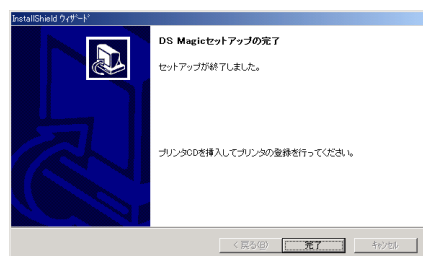 InstallShield ウィザード
DS Magicセットアップの完了
セットアップが終了しました。
プリンタCDを挿入してプリンタの登録を行ってください。
< 戻る(B)
完了
キャンセル